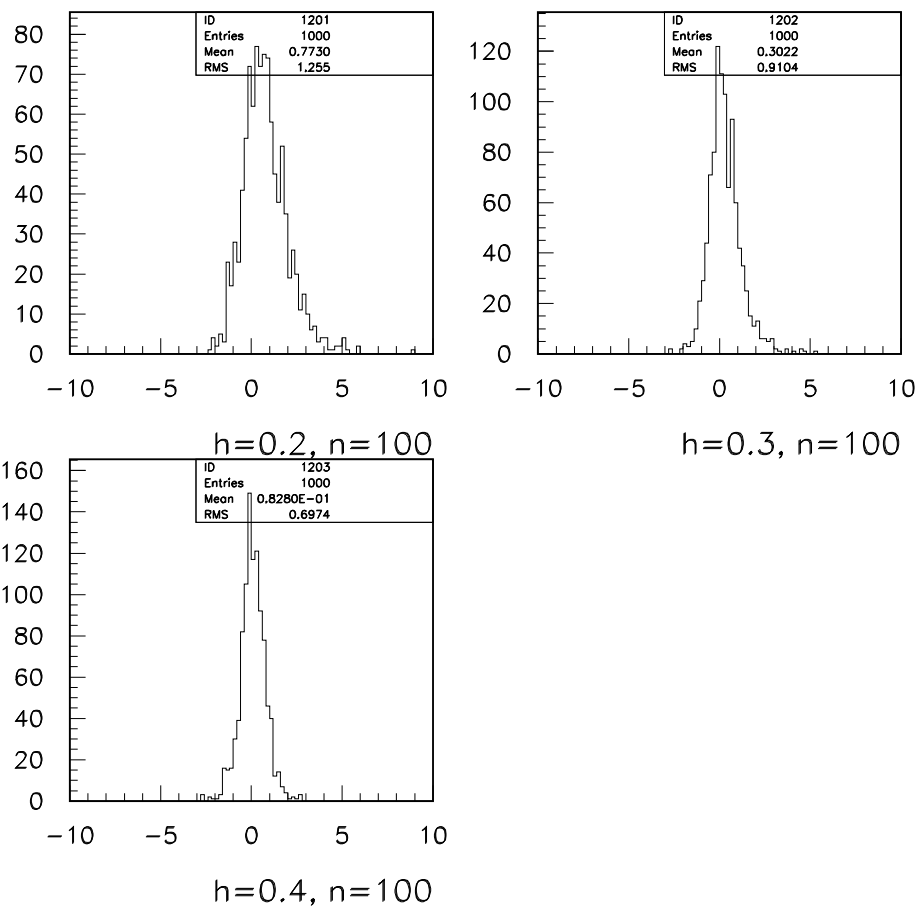 ID 1201
Entries 1000
Mean 0.7730
RMS 1.255
80
70
60
50
40
30
20
10
0
−10 −5 0 5 10
h=0.2, n=100
ID 1202
Entries 1000
Mean 0.3022
RMS 0.9104
120
100
80
60
40
20
0
−10 −5 0 5 10
h=0.3, n=100
ID 1203
Entries 1000
Mean 0.8280E−01
RMS 0.6974
160
140
120
100
80
60
40
20
0
−10 −5 0 5 10
h=0.4, n=100